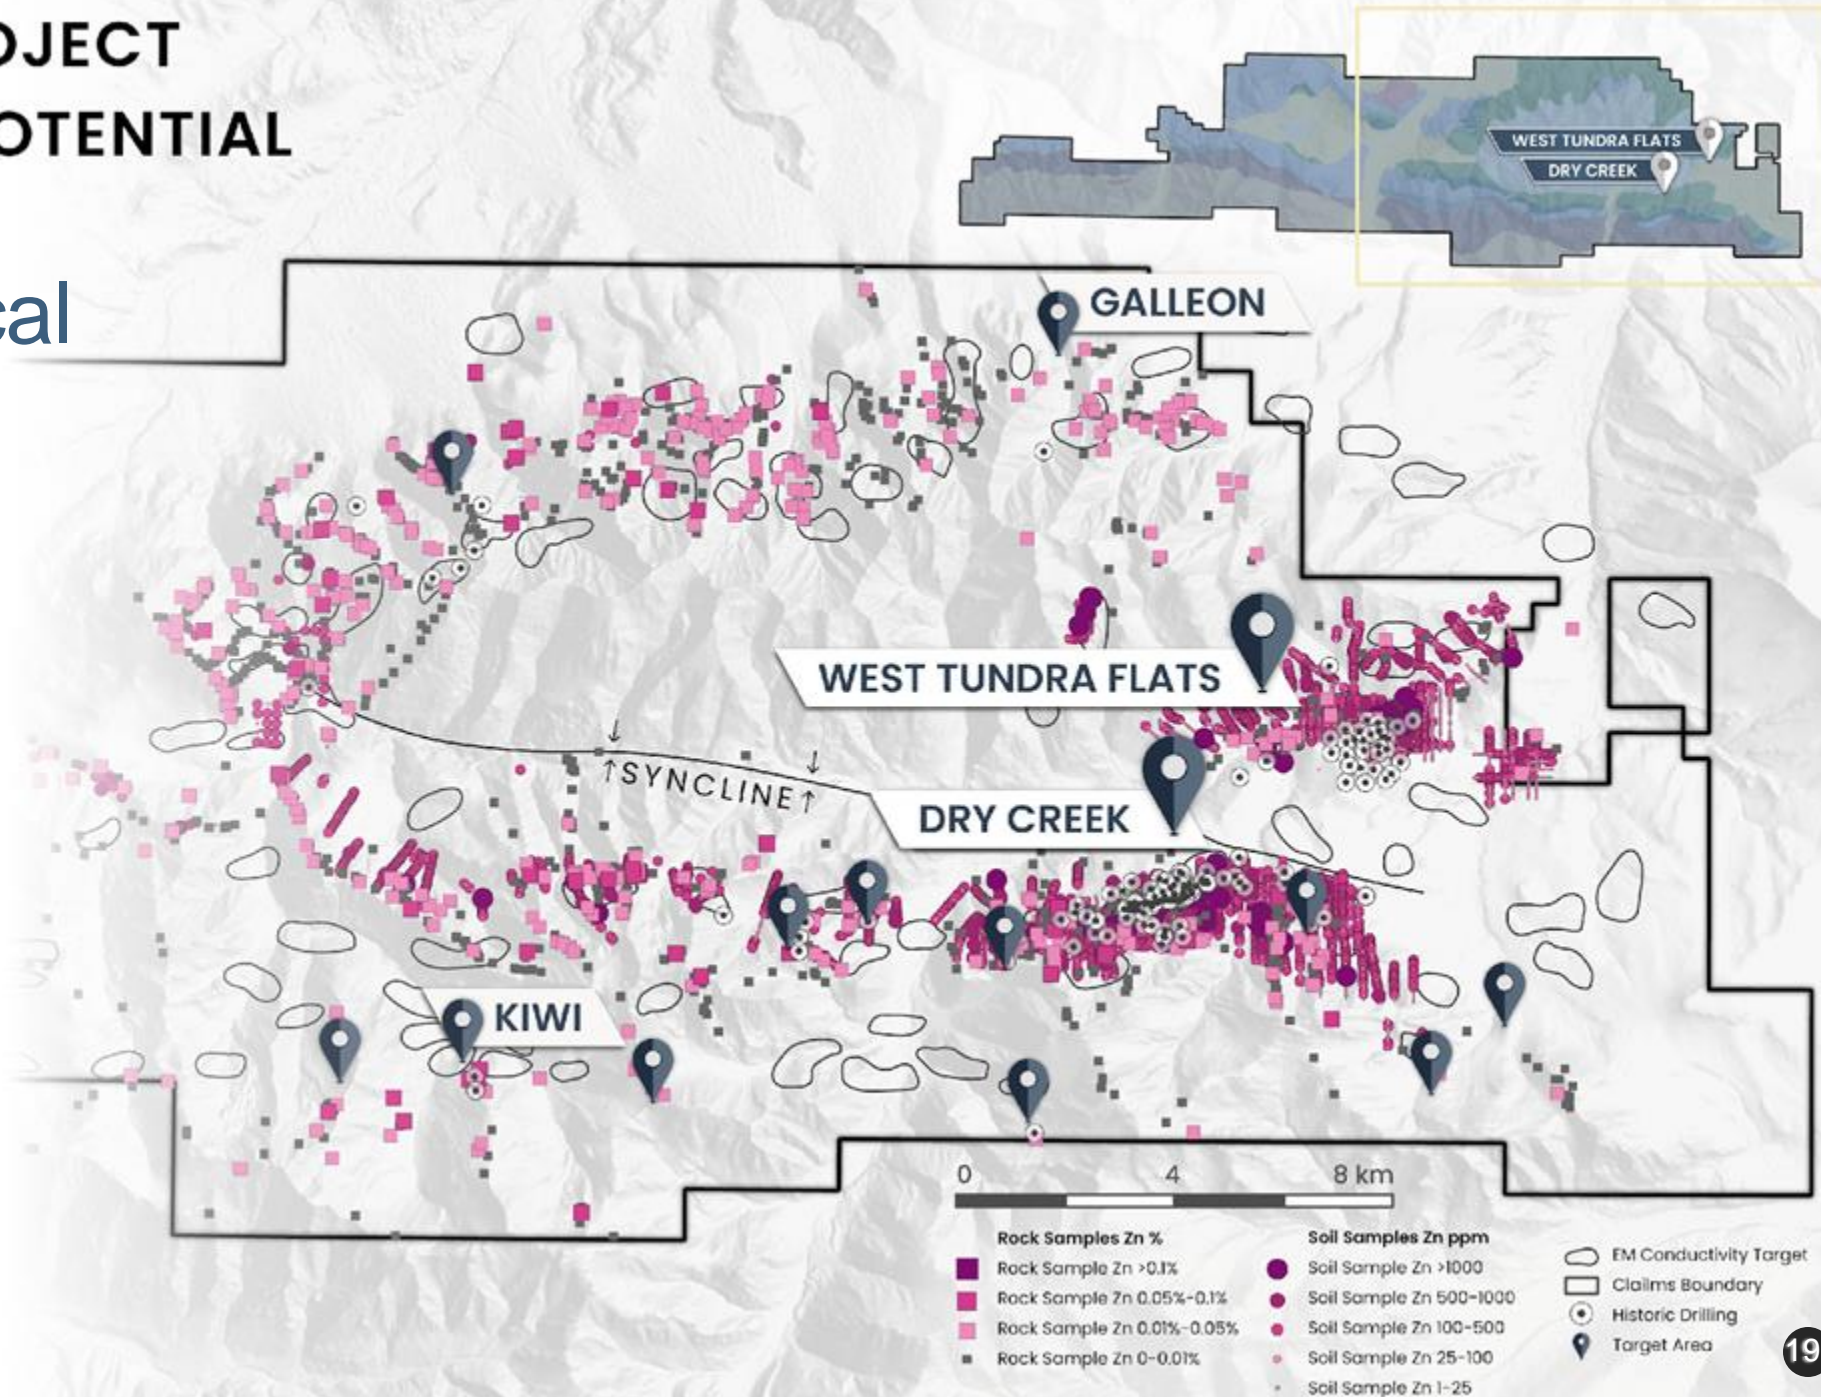 OJECT
OTENTIAL
cal
WEST TUNDRA FLATS
DRY CREEK
GALLEON
WEST TUNDRA FLATS
↑SYNCLINE↑
DRY CREEK
KIWI
0 4 8 km
Rock Samples Zn %
Rock Sample Zn >0.1%
Rock Sample Zn 0.05%-0.1%
Rock Sample Zn 0.01%-0.05%
Rock Sample Zn 0-0.01%
Soil Samples Zn ppm
Soil Sample Zn >1000
Soil Sample Zn 500-1000
Soil Sample Zn 100-500
Soil Sample Zn 25-100
Soil Sample Zn 1-25
EM Conductivity Target
Claims Boundary
Historic Drilling
Target Area
19